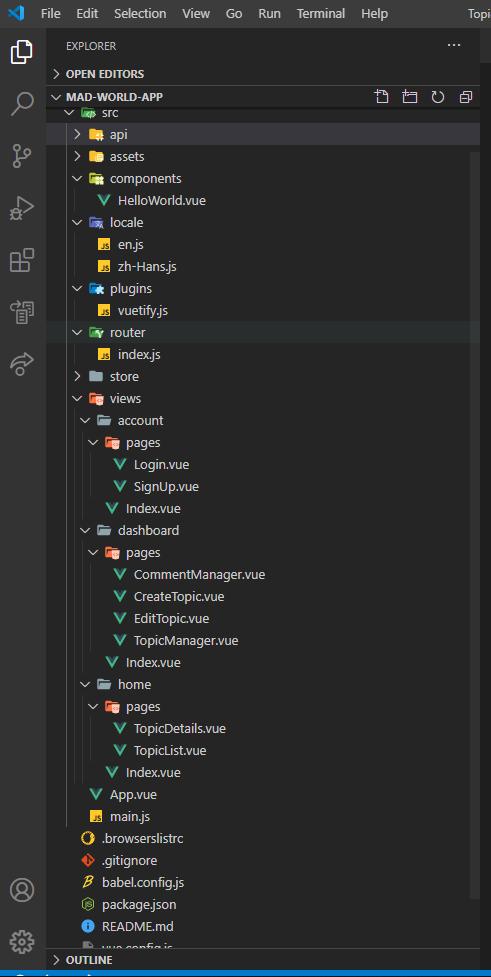 File Edit Selection View Go Run Terminal Help Topi
EXPLORER
OPEN EDITORS
MAD-WORLD-APP
src
api
assets
components
HelloWorld.vue
locale
en.js
zh-Hans.js
plugins
vuetify.js
router
index.js
store
views
account
pages
Login.vue
SignUp.vue
Index.vue
dashboard
pages
CommentManager.vue
CreateTopic.vue
EditTopic.vue
TopicManager.vue
Index.vue
home
pages
TopicDetails.vue
TopicList.vue
Index.vue
App.vue
main.js
.browserslistrc
.gitignore
babel.config.js
package.json
README.md
vue.config.js
OUTLINE